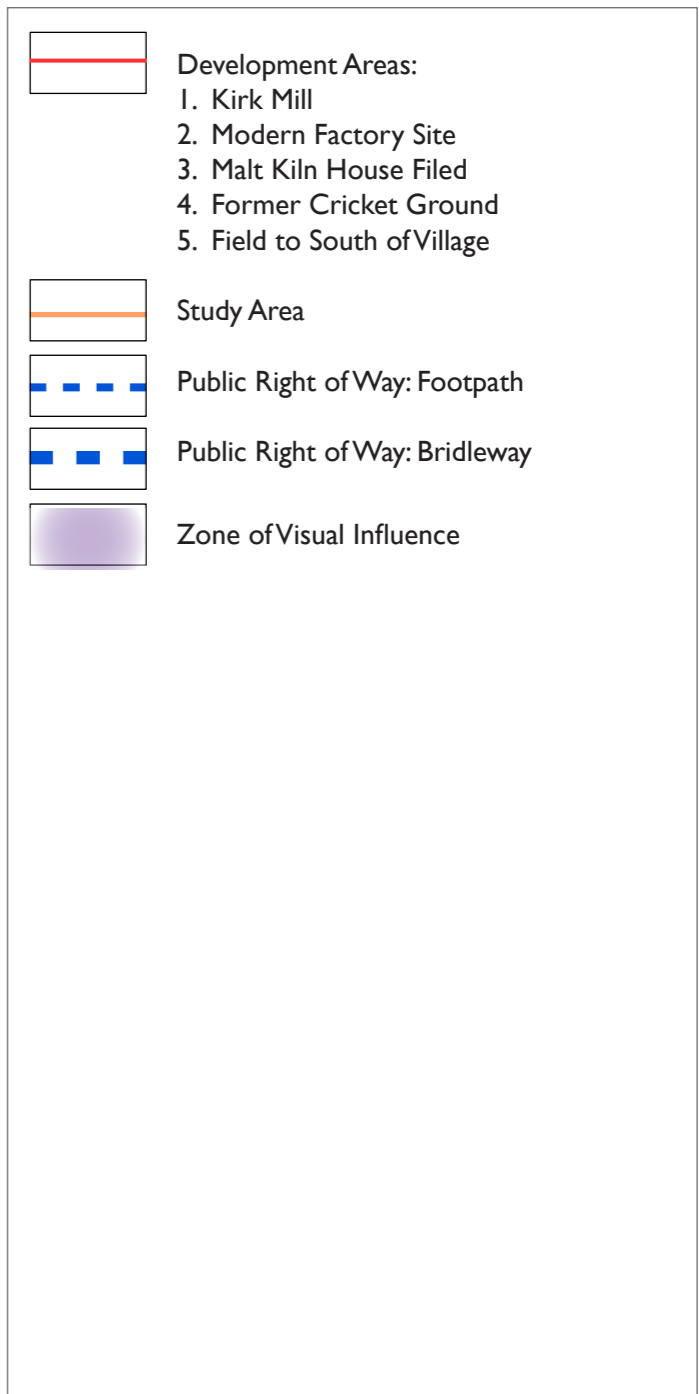 Development Areas:
1. Kirk Mill
2. Modern Factory Site
3. Malt Kiln House Filed
4. Former Cricket Ground
5. Field to South of Village
Study Area
Public Right of Way: Footpath
Public Right of Way: Bridleway
Zone of Visual Influence